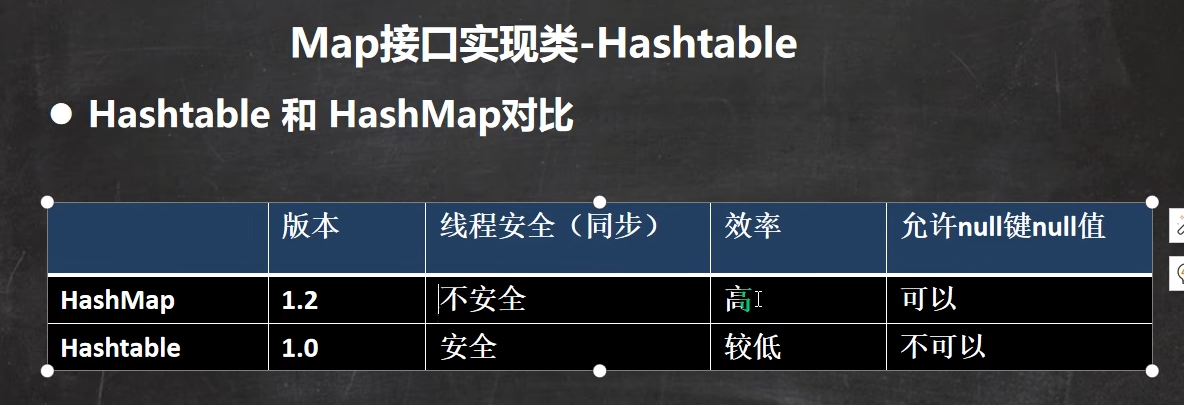 Map接口实现类-Hashtable
● Hashtable 和 HashMap对比
版本 线程安全（同步） 效率 允许null键null值
HashMap 1.2 不安全 高 可以
Hashtable 1.0 安全 较低 不可以